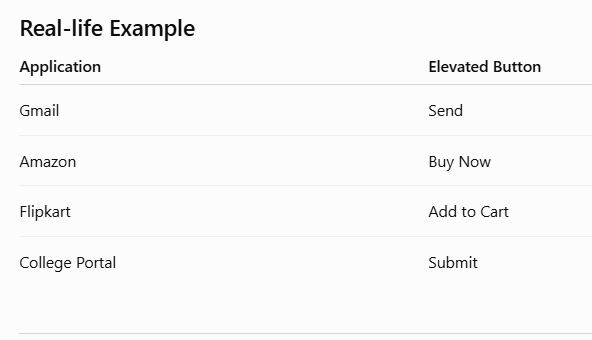 Real-life Example
Application Elevated Button
Gmail Send
Amazon Buy Now
Flipkart Add to Cart
College Portal Submit